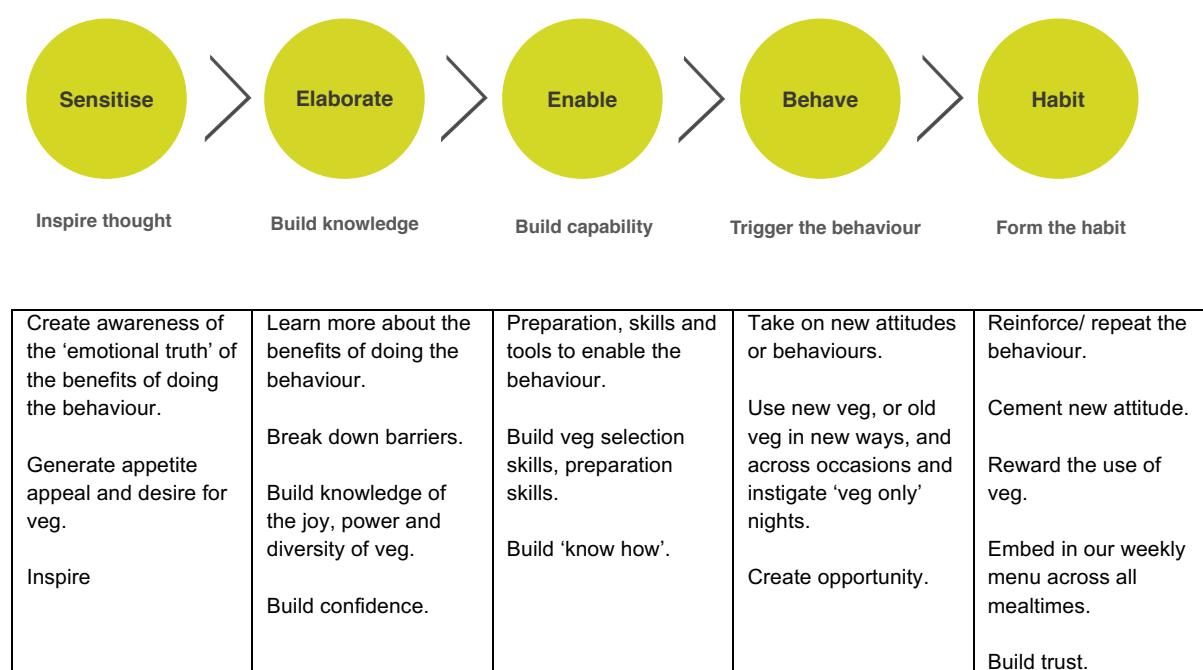 Sensitise
Elaborate
Enable
Behave
Habit
Inspire thought
Build knowledge
Build capability
Trigger the behaviour
Form the habit
Create awareness of
the ‘emotional truth’ of
the benefits of doing
the behaviour.
Generate appetite
appeal and desire for
veg.
Inspire
Learn more about the
benefits of doing the
behaviour.
Break down barriers.
Build knowledge of
the joy, power and
diversity of veg.
Build confidence.
Preparation, skills and
tools to enable the
behaviour.
Build veg selection
skills, preparation
skills.
Build ‘know how’.
Take on new attitudes
or behaviours.
Use new veg, or old
veg in new ways, and
across occasions and
instigate ‘veg only’
nights.
Create opportunity.
Reinforce/ repeat the
behaviour.
Cement new attitude.
Reward the use of
veg.
Embed in our weekly
menu across all
mealtimes.
Build trust.